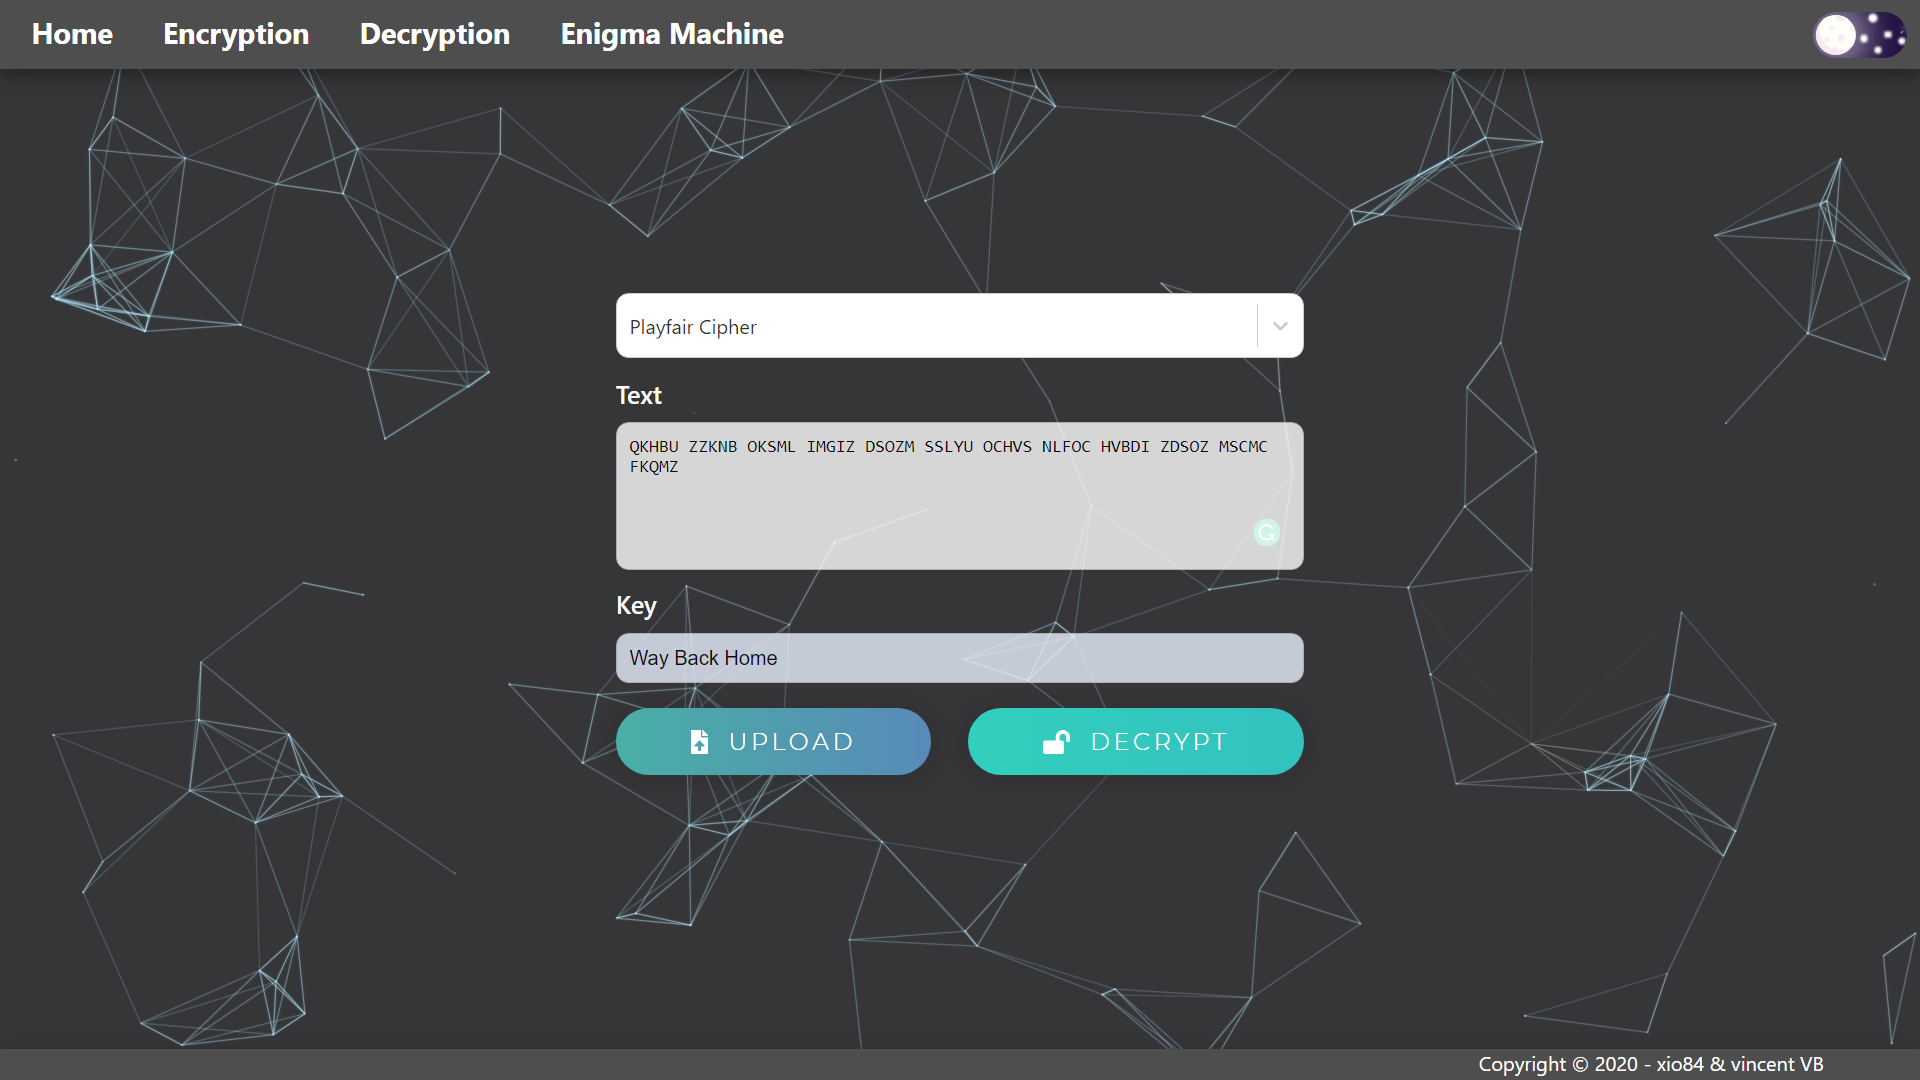 Home Encryption Decryption Enigma Machine
Playfair Cipher
Text
QKHBU ZZKNB OKSML IMGIZ DSOZM SSLYU OCHVS NLFOC HVBDI ZDSOZ MSCMC
FKQMZ
Key
Way Back Home
UPLOAD DECRYPT
Copyright © 2020 - xio84 & vincent VB